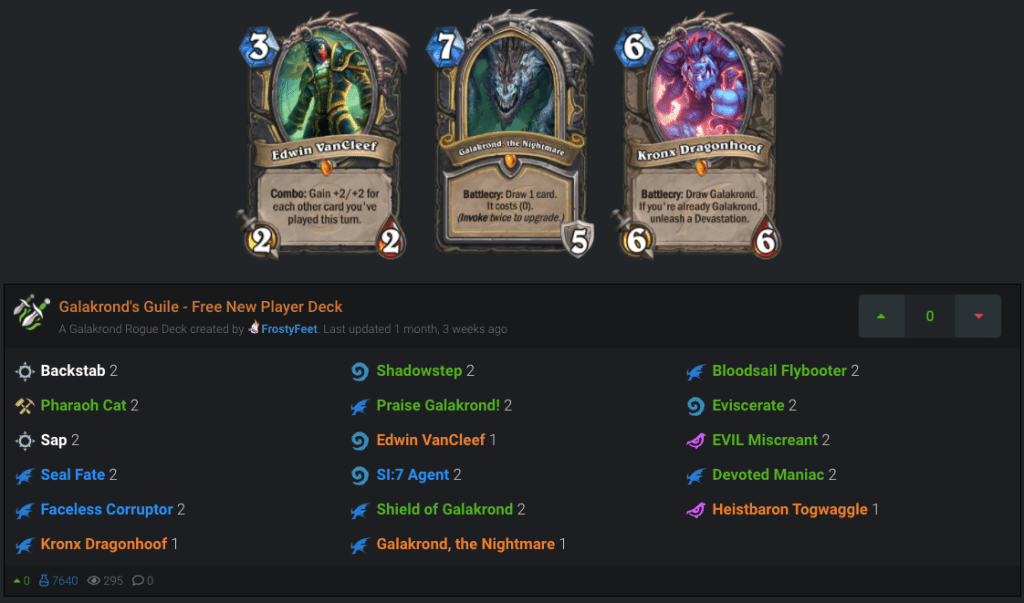 3
Edwin VanCleef
Combo: Gain +2/+2 for
each other card you've
played this turn.
2
2
7
Galakrond, the Nightmare
Battlecry: Draw 1 card.
It costs (0).
(Invoke twice to upgrade.)
5
6
Kronx Dragonhoof
Battlecry: Draw Galakrond.
If you're already Galakrond,
unleash a Devastation.
6
6
Galakrond's Guile - Free New Player Deck
A Galakrond Rogue Deck created by FrostyFeet. Last updated 1 month, 3 weeks ago
0
Backstab 2
Shadowstep 2
Bloodsail Flybooter 2
Pharaoh Cat 2
Praise Galakrond! 2
Eviscerate 2
Sap 2
Edwin VanCleef 1
EVIL Miscreant 2
Seal Fate 2
SI:7 Agent 2
Devoted Maniac 2
Faceless Corruptor 2
Shield of Galakrond 2
Heistbaron Togwaggle 1
Kronx Dragonhoof 1
Galakrond, the Nightmare 1
0 7640 295 0